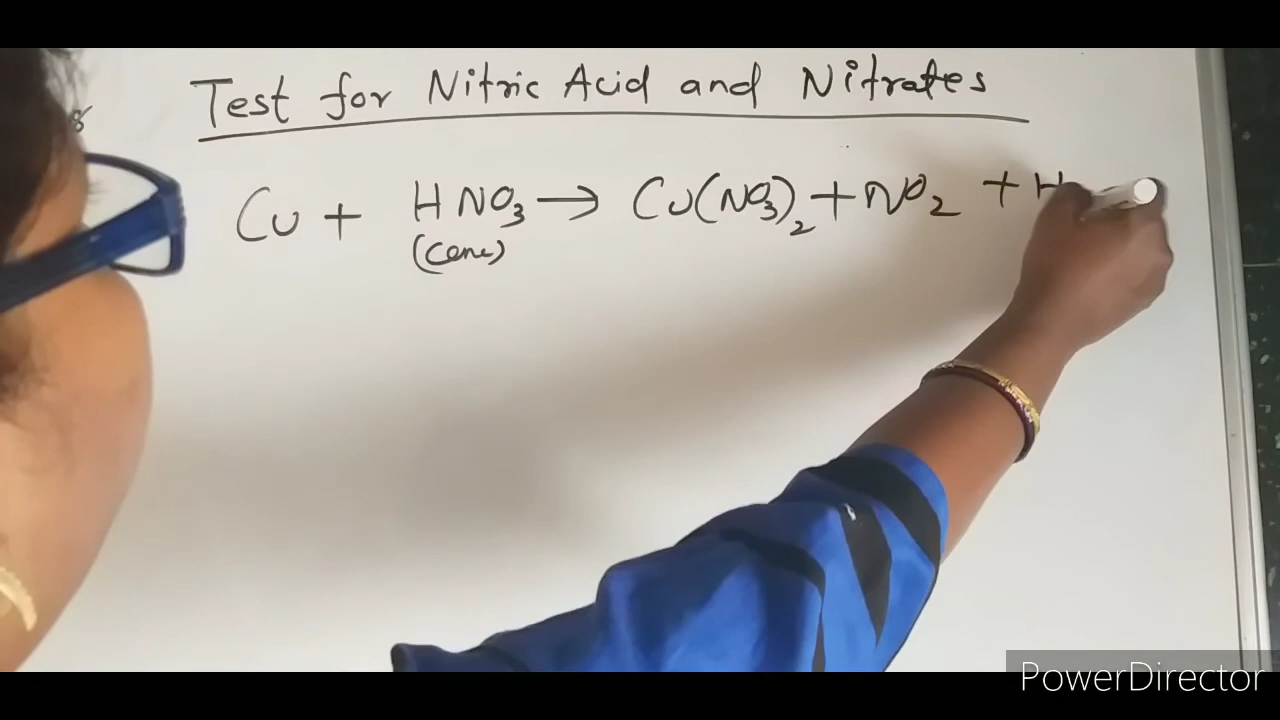 Test for Nitric Acid and Nitrates
Cu + HNO₃ → Cu(NO₃)₂ + NO₂ + H
(conc)
PowerDirector